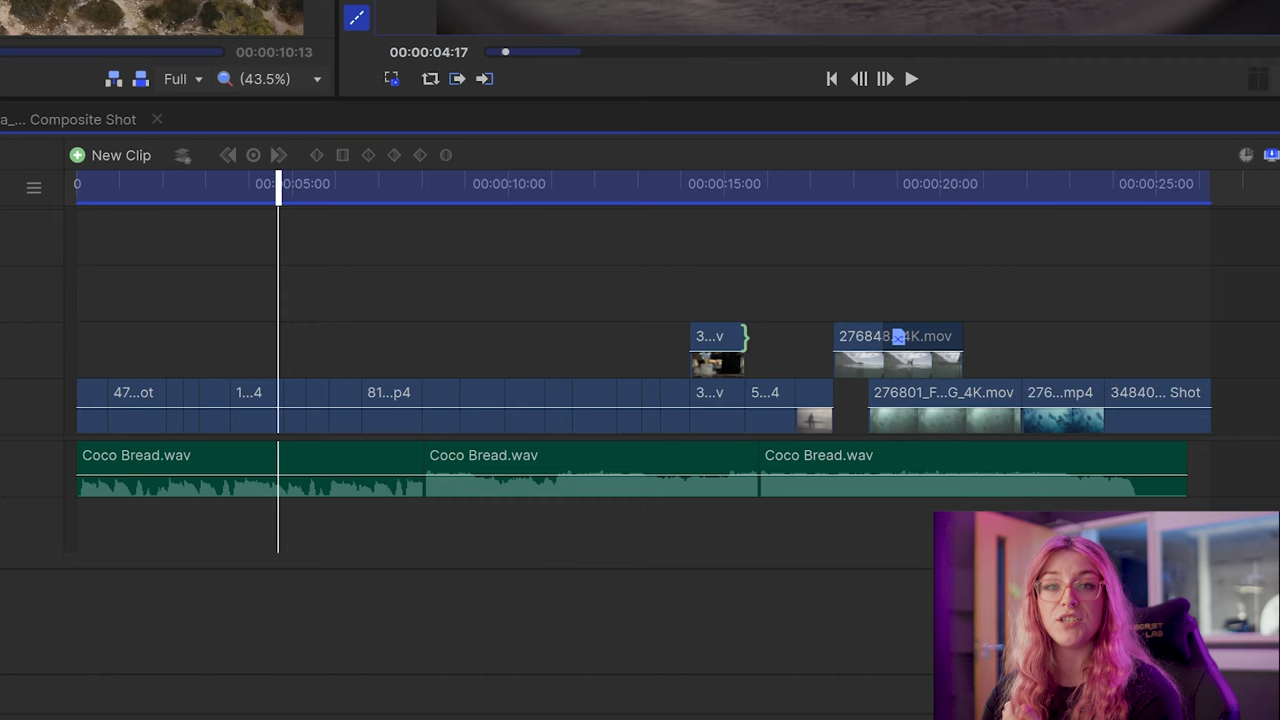 00:00:10:13
00:00:04:17
Full
(43.5%)
a_... Composite Shot
New Clip
0
00:00:05:00
00:00:10:00
00:00:15:00
00:00:20:00
00:00:25:00
3...v
276848
4K.mov
47...ot
1...4
81...p4
3...v
5...4
276801_F...G_4K.mov
276...mp4
34840... Shot
Coco Bread.wav
Coco Bread.wav
Coco Bread.wav